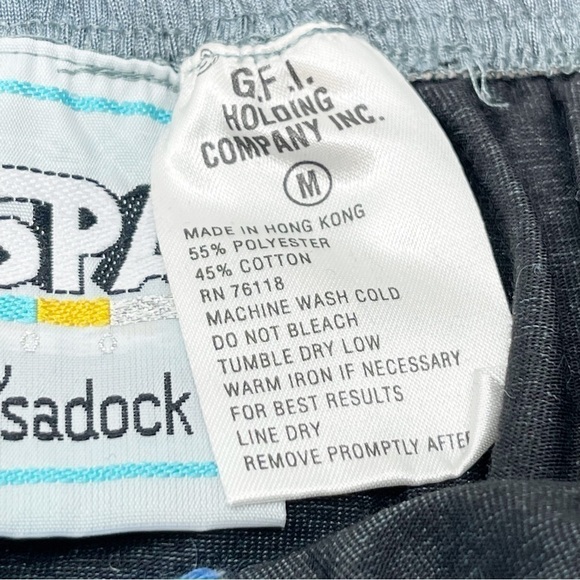 SPA
'sadock
G.F.I.
HOLDING
COMPANY INC.
M
MADE IN HONG KONG
55% POLYESTER
45% COTTON
RN 76118
MACHINE WASH COLD
DO NOT BLEACH
TUMBLE DRY LOW
WARM IRON IF NECESSARY
FOR BEST RESULTS
LINE DRY
REMOVE PROMPTLY AFTE